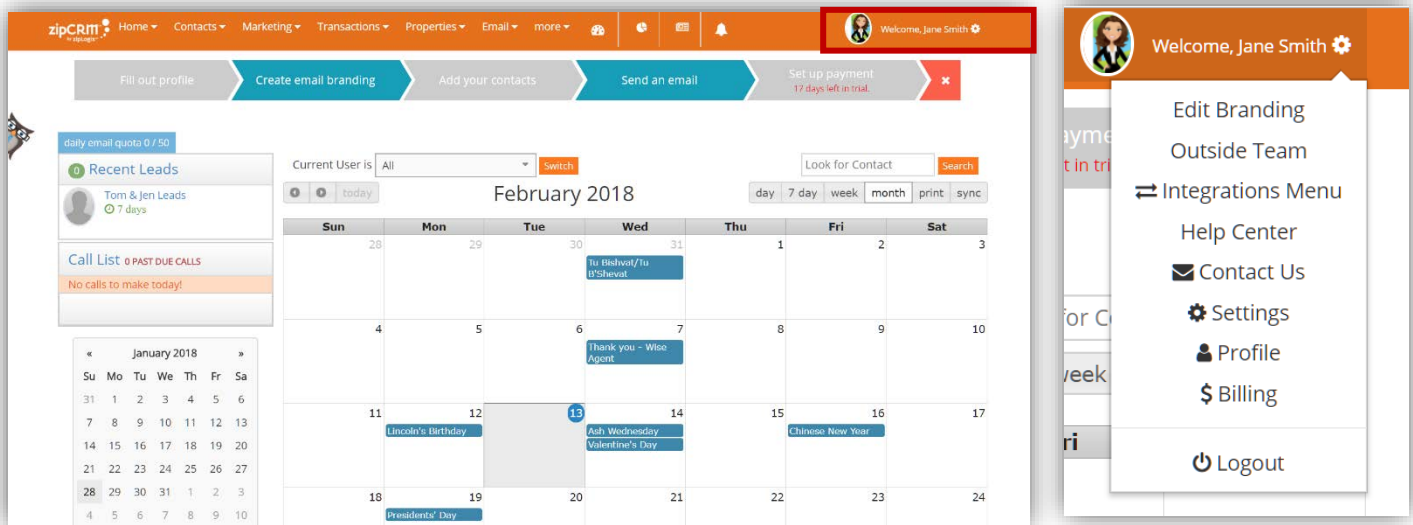 zipCRM
by zipLogix
Home Contacts Marketing Transactions Properties Email more
Welcome, Jane Smith
Fill out profile
Create email branding
Add your contacts
Send an email
Set up payment
17 days left in trial.
daily email quota 0 / 50
0 Recent Leads
Tom & Jen Leads
7 days
Call List 0 PAST DUE CALLS
No calls to make today!
« January 2018 »
Su Mo Tu We Th Fr Sa
31 1 2 3 4 5 6
7 8 9 10 11 12 13
14 15 16 17 18 19 20
21 22 23 24 25 26 27
28 29 30 31 1 2 3
4 5 6 7 8 9 10
Current User is All Switch
Look for Contact Search
today
February 2018
day 7 day week month print sync
Sun Mon Tue Wed Thu Fri Sat
28 29 30 31 1 2 3
Tu Bishvat/Tu
B'Shevat
4 5 6 7 8 9 10
Thank you - Wise
Agent
11 12 13 14 15 16 17
Lincoln's Birthday Ash Wednesday Chinese New Year
Valentine's Day
18 19 20 21 22 23 24
Presidents' Day
Welcome, Jane Smith
Edit Branding
Outside Team
Integrations Menu
Help Center
Contact Us
Settings
Profile
$ Billing
Logout
ayme
t in tri
for C
week
ri